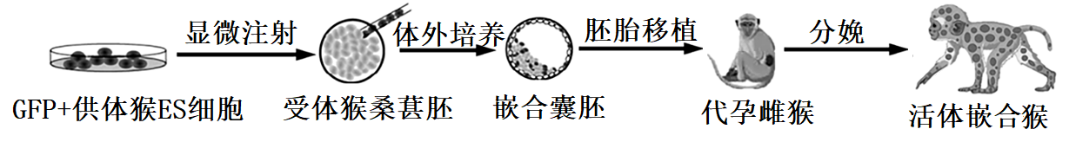 显微注射
体外培养
胚胎移植
分娩
GFP+供体猴ES细胞
受体猴桑葚胚
嵌合囊胚
代孕雌猴
活体嵌合猴